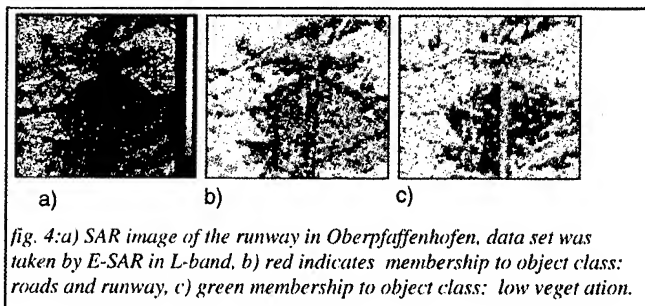 a) b) c)
fig. 4:a) SAR image of the runway in Oberpfaffenhofen, data set was
taken by E-SAR in L-band, b) red indicates membership to object class:
roads and runway, c) green membership to object class: low veget ation.